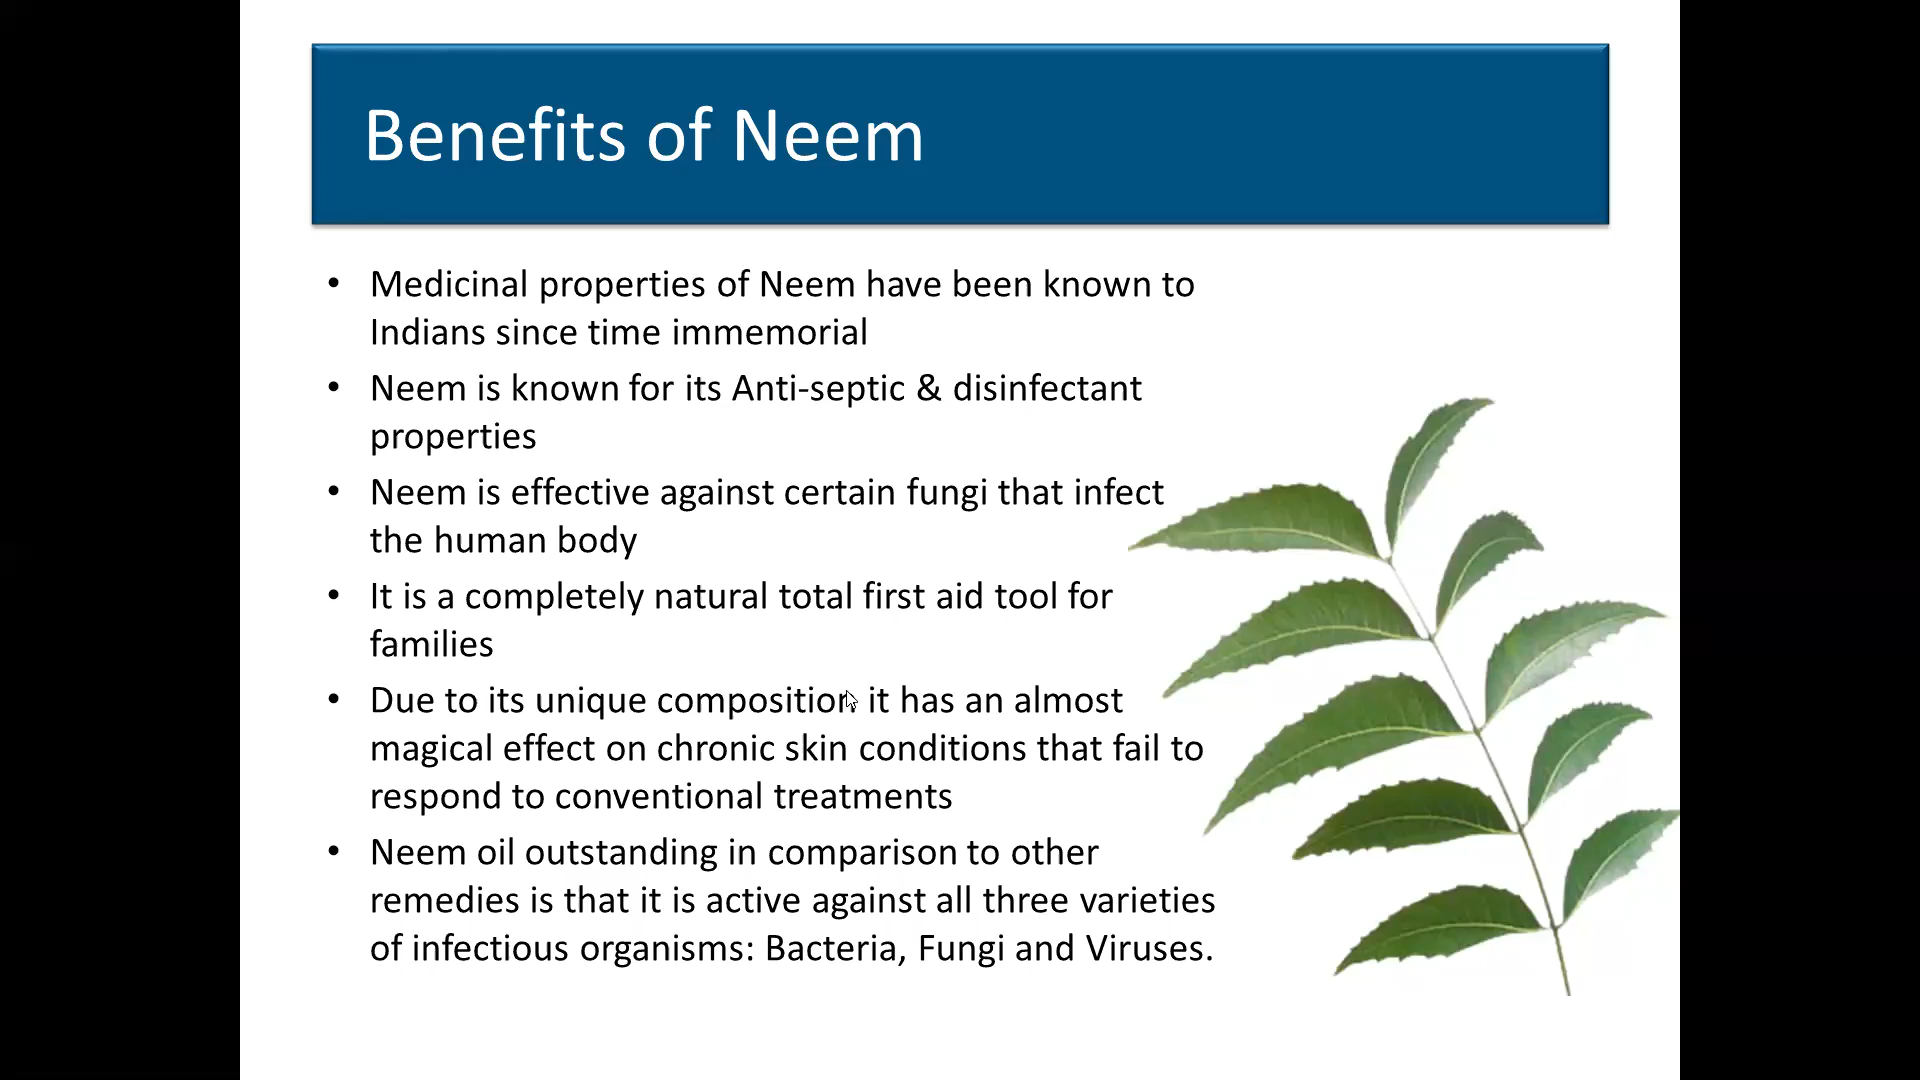 Benefits of Neem
• Medicinal properties of Neem have been known to
Indians since time immemorial
• Neem is known for its Anti-septic & disinfectant
properties
• Neem is effective against certain fungi that infect
the human body
• It is a completely natural total first aid tool for
families
• Due to its unique composition it has an almost
magical effect on chronic skin conditions that fail to
respond to conventional treatments
• Neem oil outstanding in comparison to other
remedies is that it is active against all three varieties
of infectious organisms: Bacteria, Fungi and Viruses.